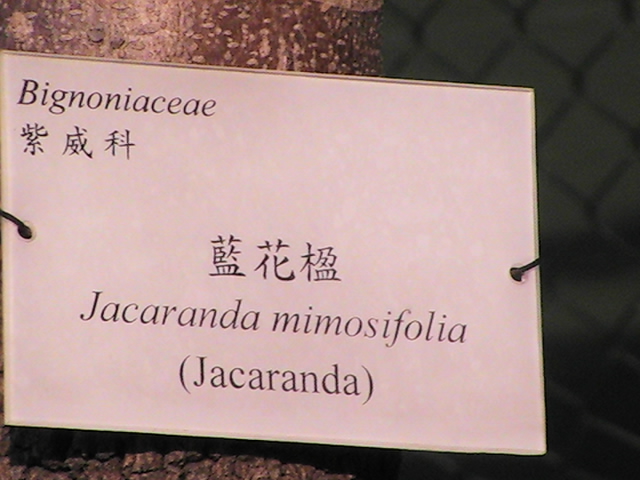 Bignoniaceae
紫威科
藍花楹
Jacaranda mimosifolia
(Jacaranda)